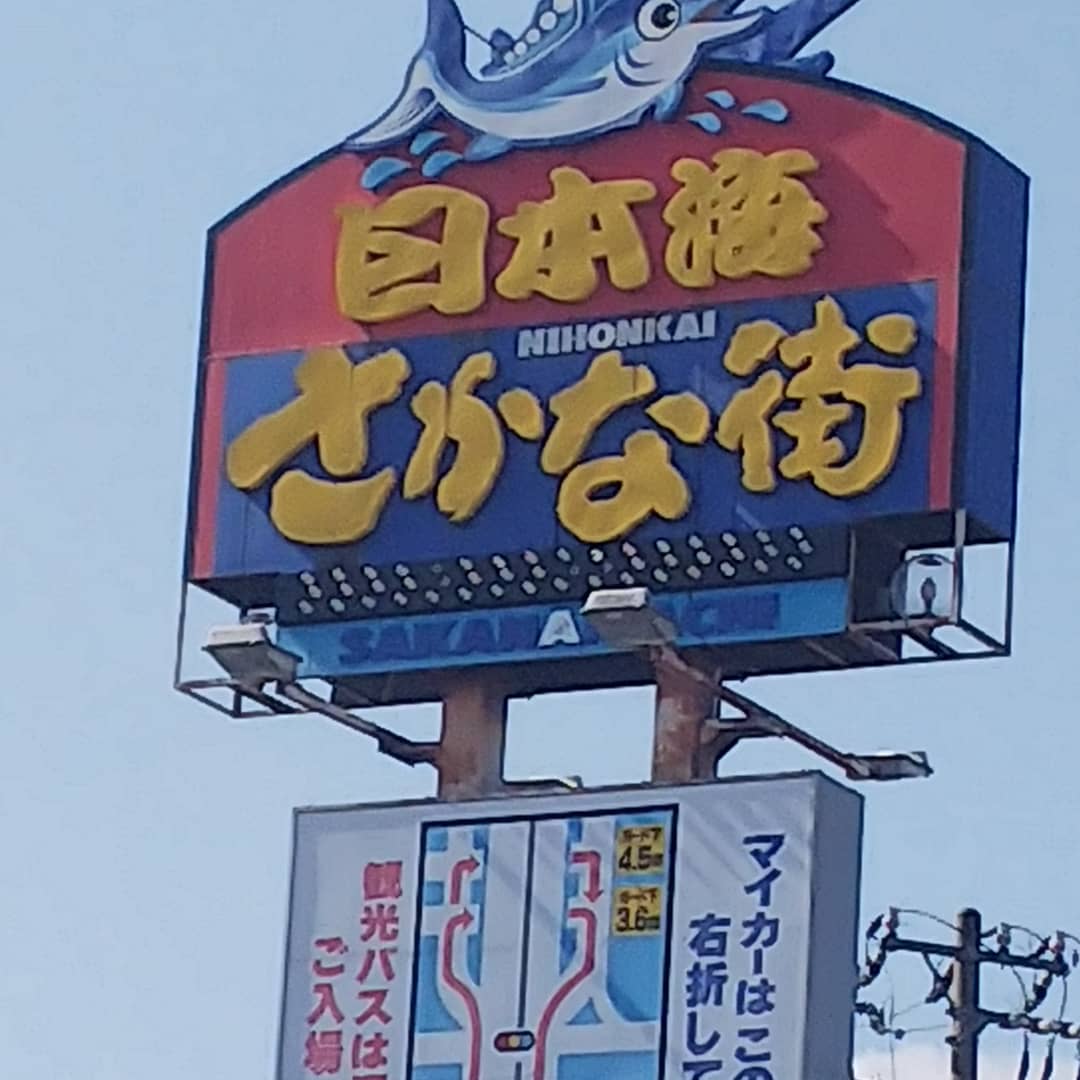 日本海
NIHONKAI
さかな街
ガード下
4.5m
ガード下
3.6m
マイカーはこの
右折して
観光バスは
ご入場